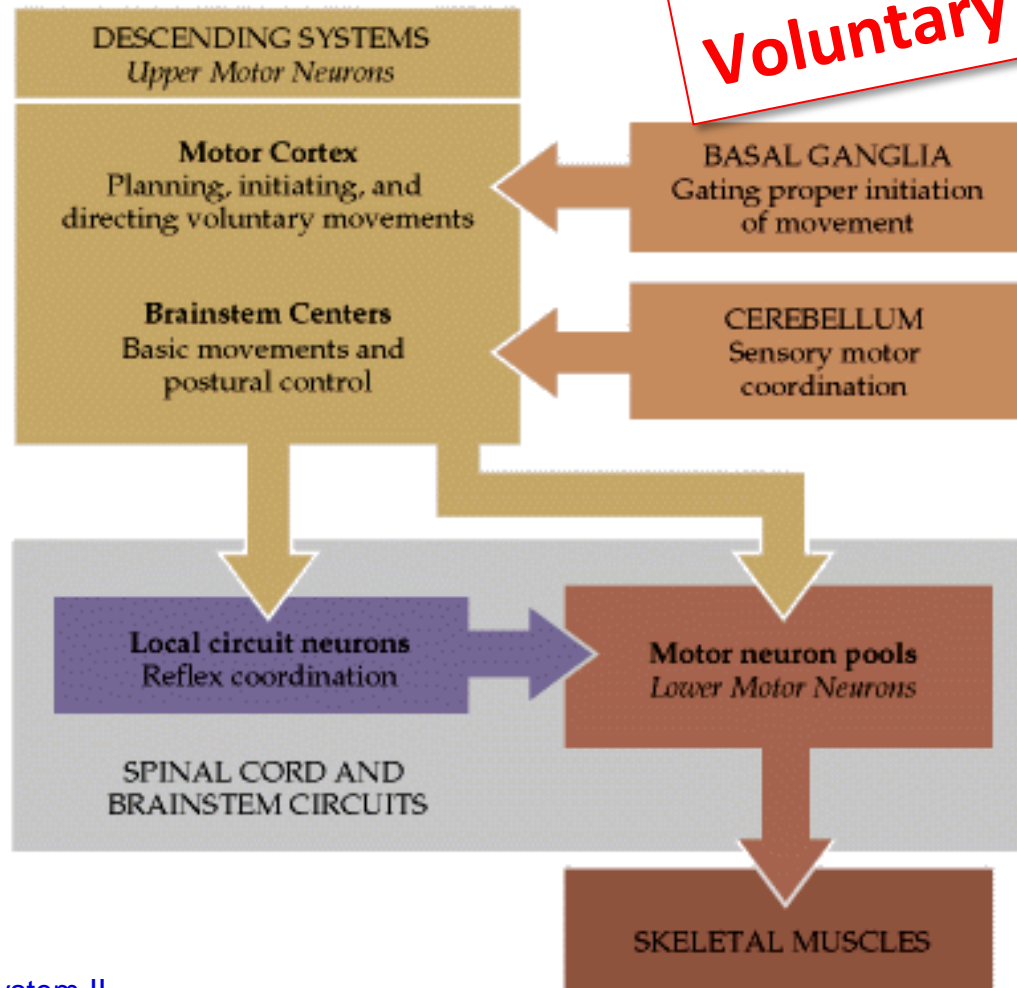 DESCENDING SYSTEMS
Upper Motor Neurons
Voluntary
Motor Cortex
Planning, initiating, and
directing voluntary movements
BASAL GANGLIA
Gating proper initiation
of movement
Brainstem Centers
Basic movements and
postural control
CEREBELLUM
Sensory motor
coordination
Local circuit neurons
Reflex coordination
Motor neuron pools
Lower Motor Neurons
SPINAL CORD AND
BRAINSTEM CIRCUITS
SKELETAL MUSCLES